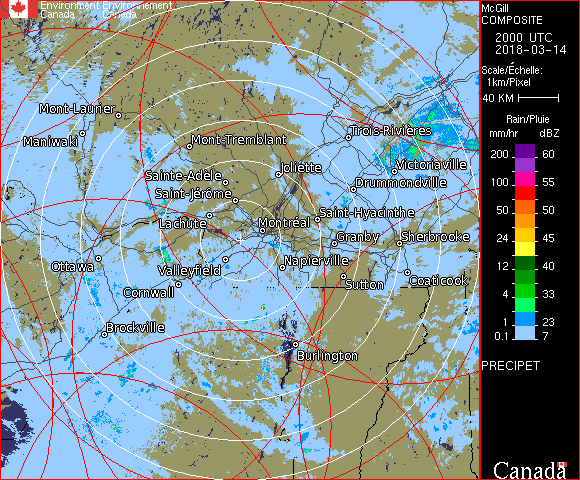 Environment Environnement
Canada Canada
Mont-Laurier
Maniwaki
Mont-Tremblant
Trois-Rivières
Joliette
Victoriaville
Sainte-Adèle
Drummondville
Saint-Jérôme
Saint-Hyacinthe
Lachute
Montréal
Granby
Sherbrooke
Ottawa
Valleyfield
Napierville
Sutton
Coaticook
Cornwall
Brockville
Burlington
McGill
COMPOSITE
2000 UTC
2018-03-14
Scale/Échelle:
1km/Pixel
40 KM
Rain/Pluie
mm/hr dBZ
200 60
100 55
50 50
24 45
12 40
4 33
1 23
0.1 7
PRECIPET
Canada